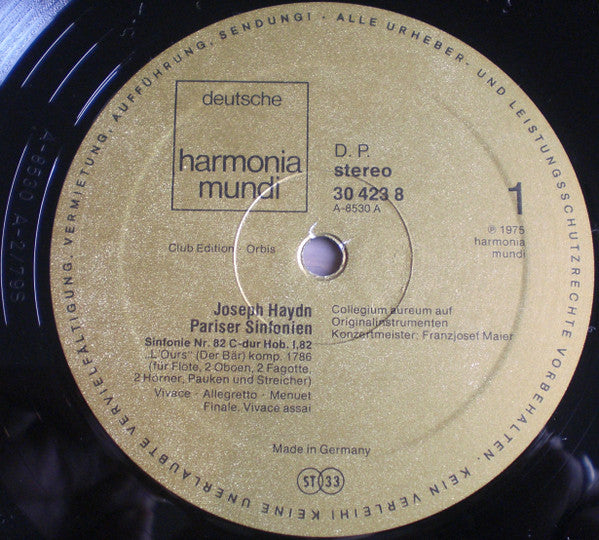 ALLE URHEBER- UND LEISTUNGSSCHUTZRECHTE VORBEHALTEN · KEIN VERLEIH! KEINE UNERLAUBTE VERVIELFÄLTIGUNG, VERMIETUNG, AUFFÜHRUNG, SENDUNG! ·
deutsche
harmonia
mundi
D. P.
stereo
30 423 8
A-8530 A
1
℗ 1975
harmonia
mundi
Club Edition · Orbis
Joseph Haydn
Pariser Sinfonien
Sinfonie Nr. 82 C-dur Hob. I,82
„L'Ours" (Der Bär) komp. 1786
(für Flöte, 2 Oboen, 2 Fagotte,
2 Hörner, Pauken und Streicher)
Vivace · Allegretto · Menuet
Finale, Vivace assai
Collegium aureum auf
Originalinstrumenten
Konzertmeister: Franzjosef Maier
Made in Germany
ST 33
A-8530 A-2/79S